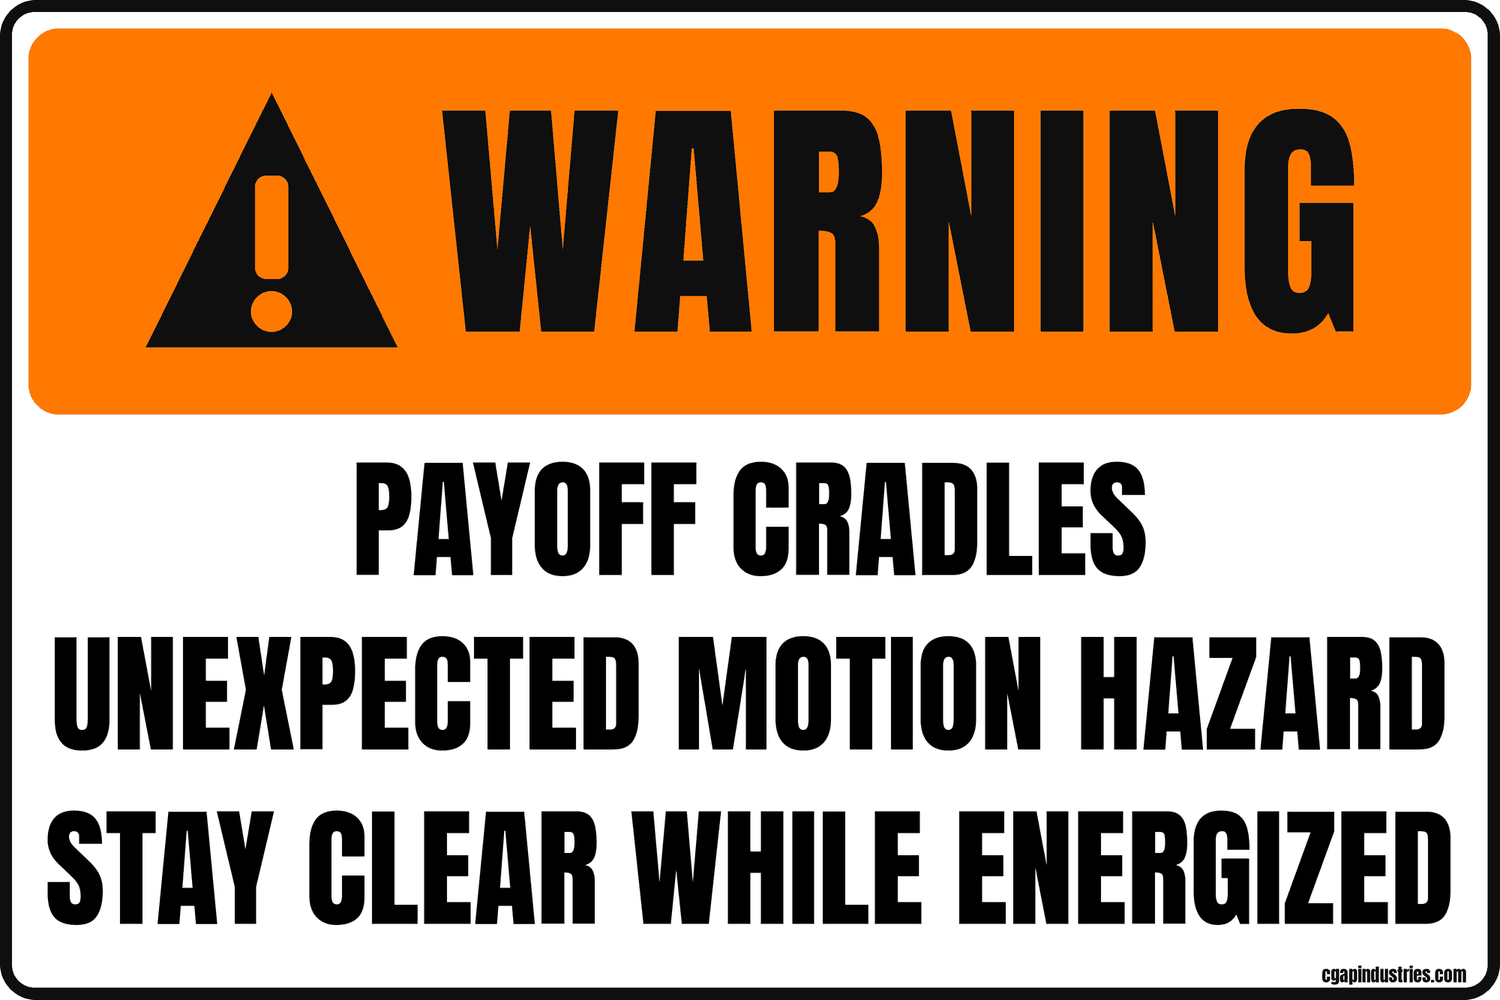 WARNING
PAYOFF CRADLES
UNEXPECTED MOTION HAZARD
STAY CLEAR WHILE ENERGIZED
cgapindustries.com